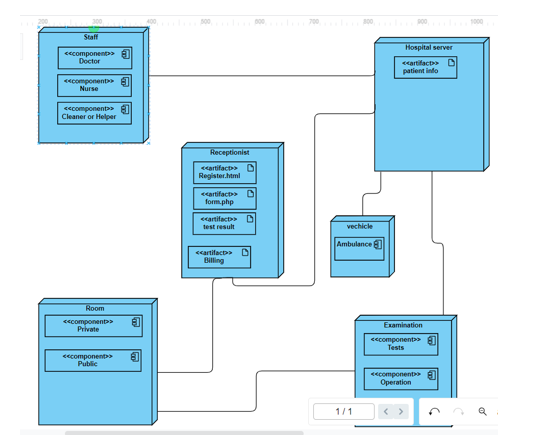 200 300 400 500 600 700 800 900 1000
Staff
<<component>>
Doctor
<<component>>
Nurse
<<component>>
Cleaner or Helper
Hospital server
<<artifact>>
patient info
Receptionist
<<artifact>>
Register.html
<<artifact>>
form.php
<<artifact>>
test result
<<artifact>>
Billing
vechicle
Ambulance
Room
<<component>>
Private
<<component>>
Public
Examination
<<component>>
Tests
<<component>>
Operation
1 / 1